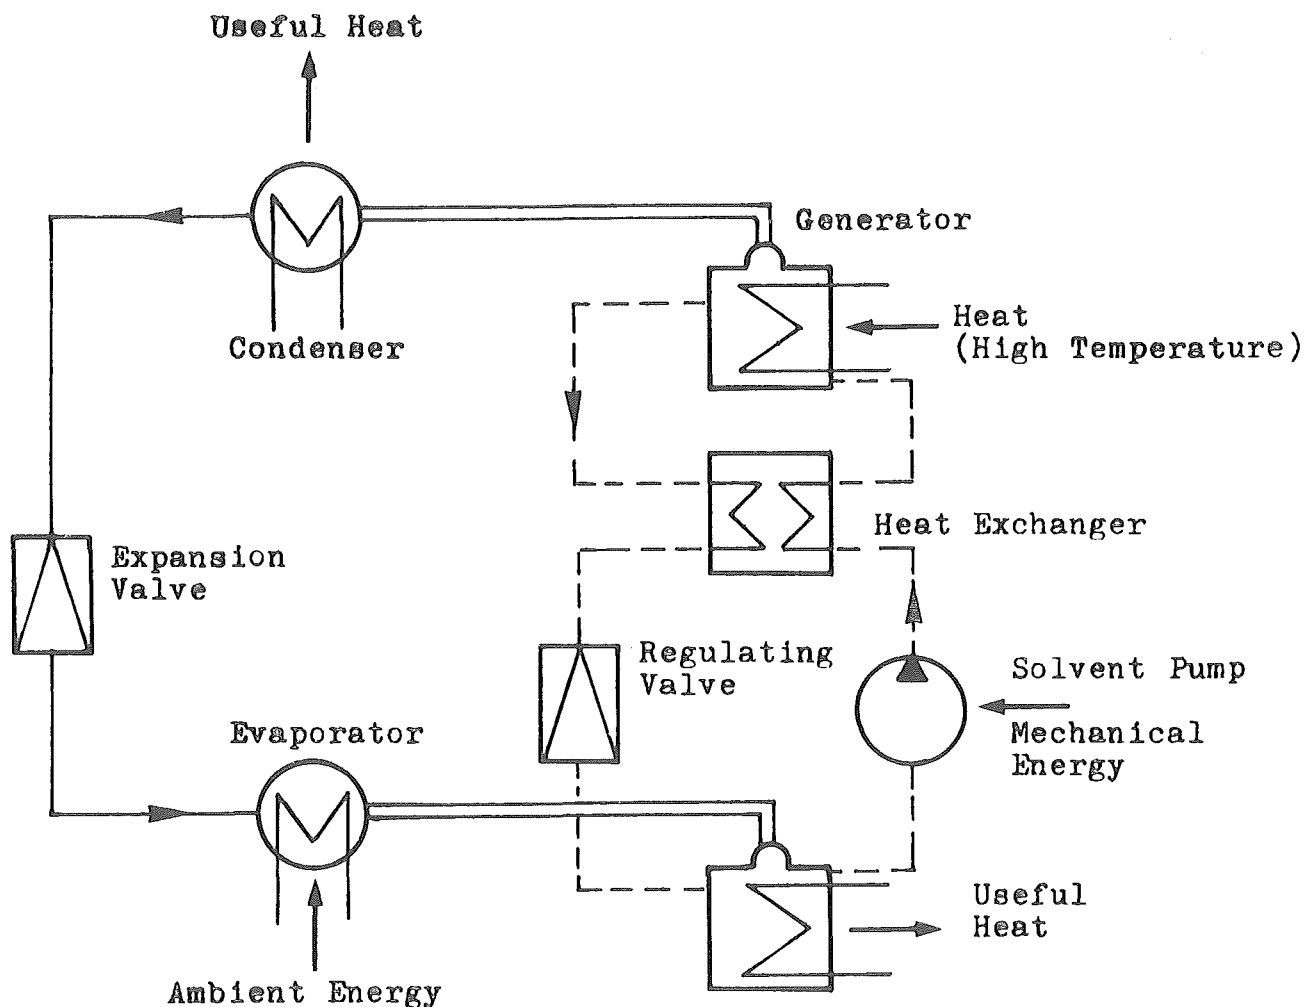 Useful Heat
Generator
Heat
(High Temperature)
Condenser
Heat Exchanger
Expansion
Valve
Regulating
Valve
Solvent Pump
Mechanical
Energy
Evaporator
Useful
Heat
Ambient Energy